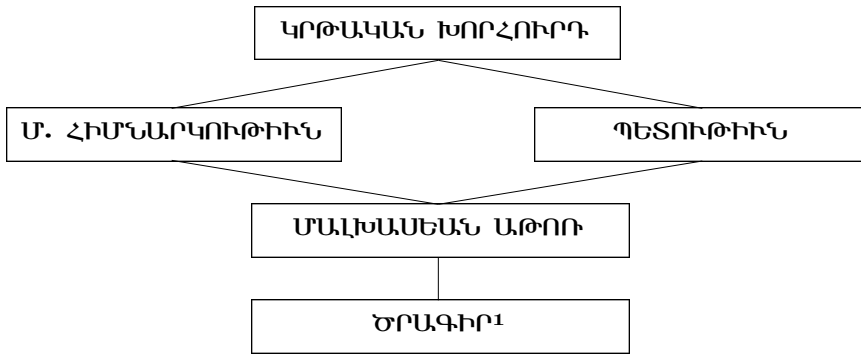 ԿՐԹԱԿԱՆ ԽՈՐՀՈՒՐԴ
Մ. ՀԻՄՆԱՐԿՈՒԹԻՒՆ
ՊԵՏՈՒԹԻՒՆ
ՄԱԼԽԱՍԵԱՆ ԱԹՈՌ
ԾՐԱԳԻՐ¹